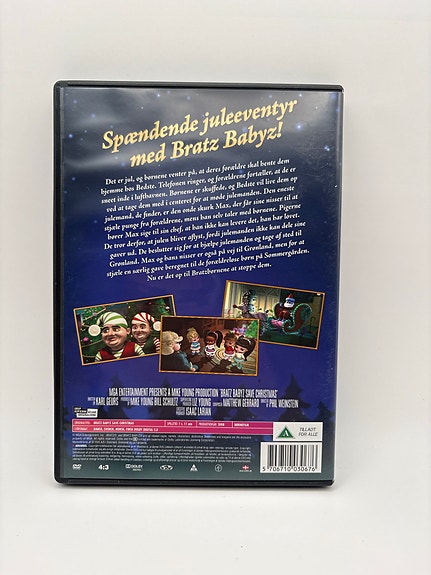 Spændende juleeventyr
med Bratz Babyz!
Det er jul, og børnene venter på, at deres forældre skal hente dem
hjemme hos Bedste. Telefonen ringer, og forældrene fortæller, at de er
sneet inde i lufthavnen. Børnene er skuffede, og Bedste vil live dem op
ved at tage dem med i centeret for at møde julemanden. Den eneste
julemand, de finder, er den onde skurk Max, der får sine nisser til at
stjæle punge fra forældrene, mens han selv taler med børnene. Pigerne
hører Max sige til sin chef, at han ikke kan levere det, han har lovet.
De tror derfor, at julen bliver aflyst, fordi julemanden ikke kan dele sine
gaver ud. De beslutter sig for at hjælpe julemanden og tage af sted til
Grønland. Max og hans nisser er også på vej til Grønland, men for at
stjæle en særlig gave beregnet til de forældreløse børn på Sommergården.
Nu er det op til Bratzbørnene at stoppe dem.
MGA ENTERTAINMENT PRESENTS A MIKE YOUNG PRODUCTION 'BRATZ BABYZ SAVE CHRISTMAS'
KARL GEURS MIKE YOUNG BILL SCHULTZ LIZ YOUNG MATTHEW GERRARD PHIL WEINSTEIN
ISAAC LARIAN
BRATZ BABYZ SAVE CHRISTMAS
4:3
DOLBY
TILLADT
FOR ALLE
5 706710 030676